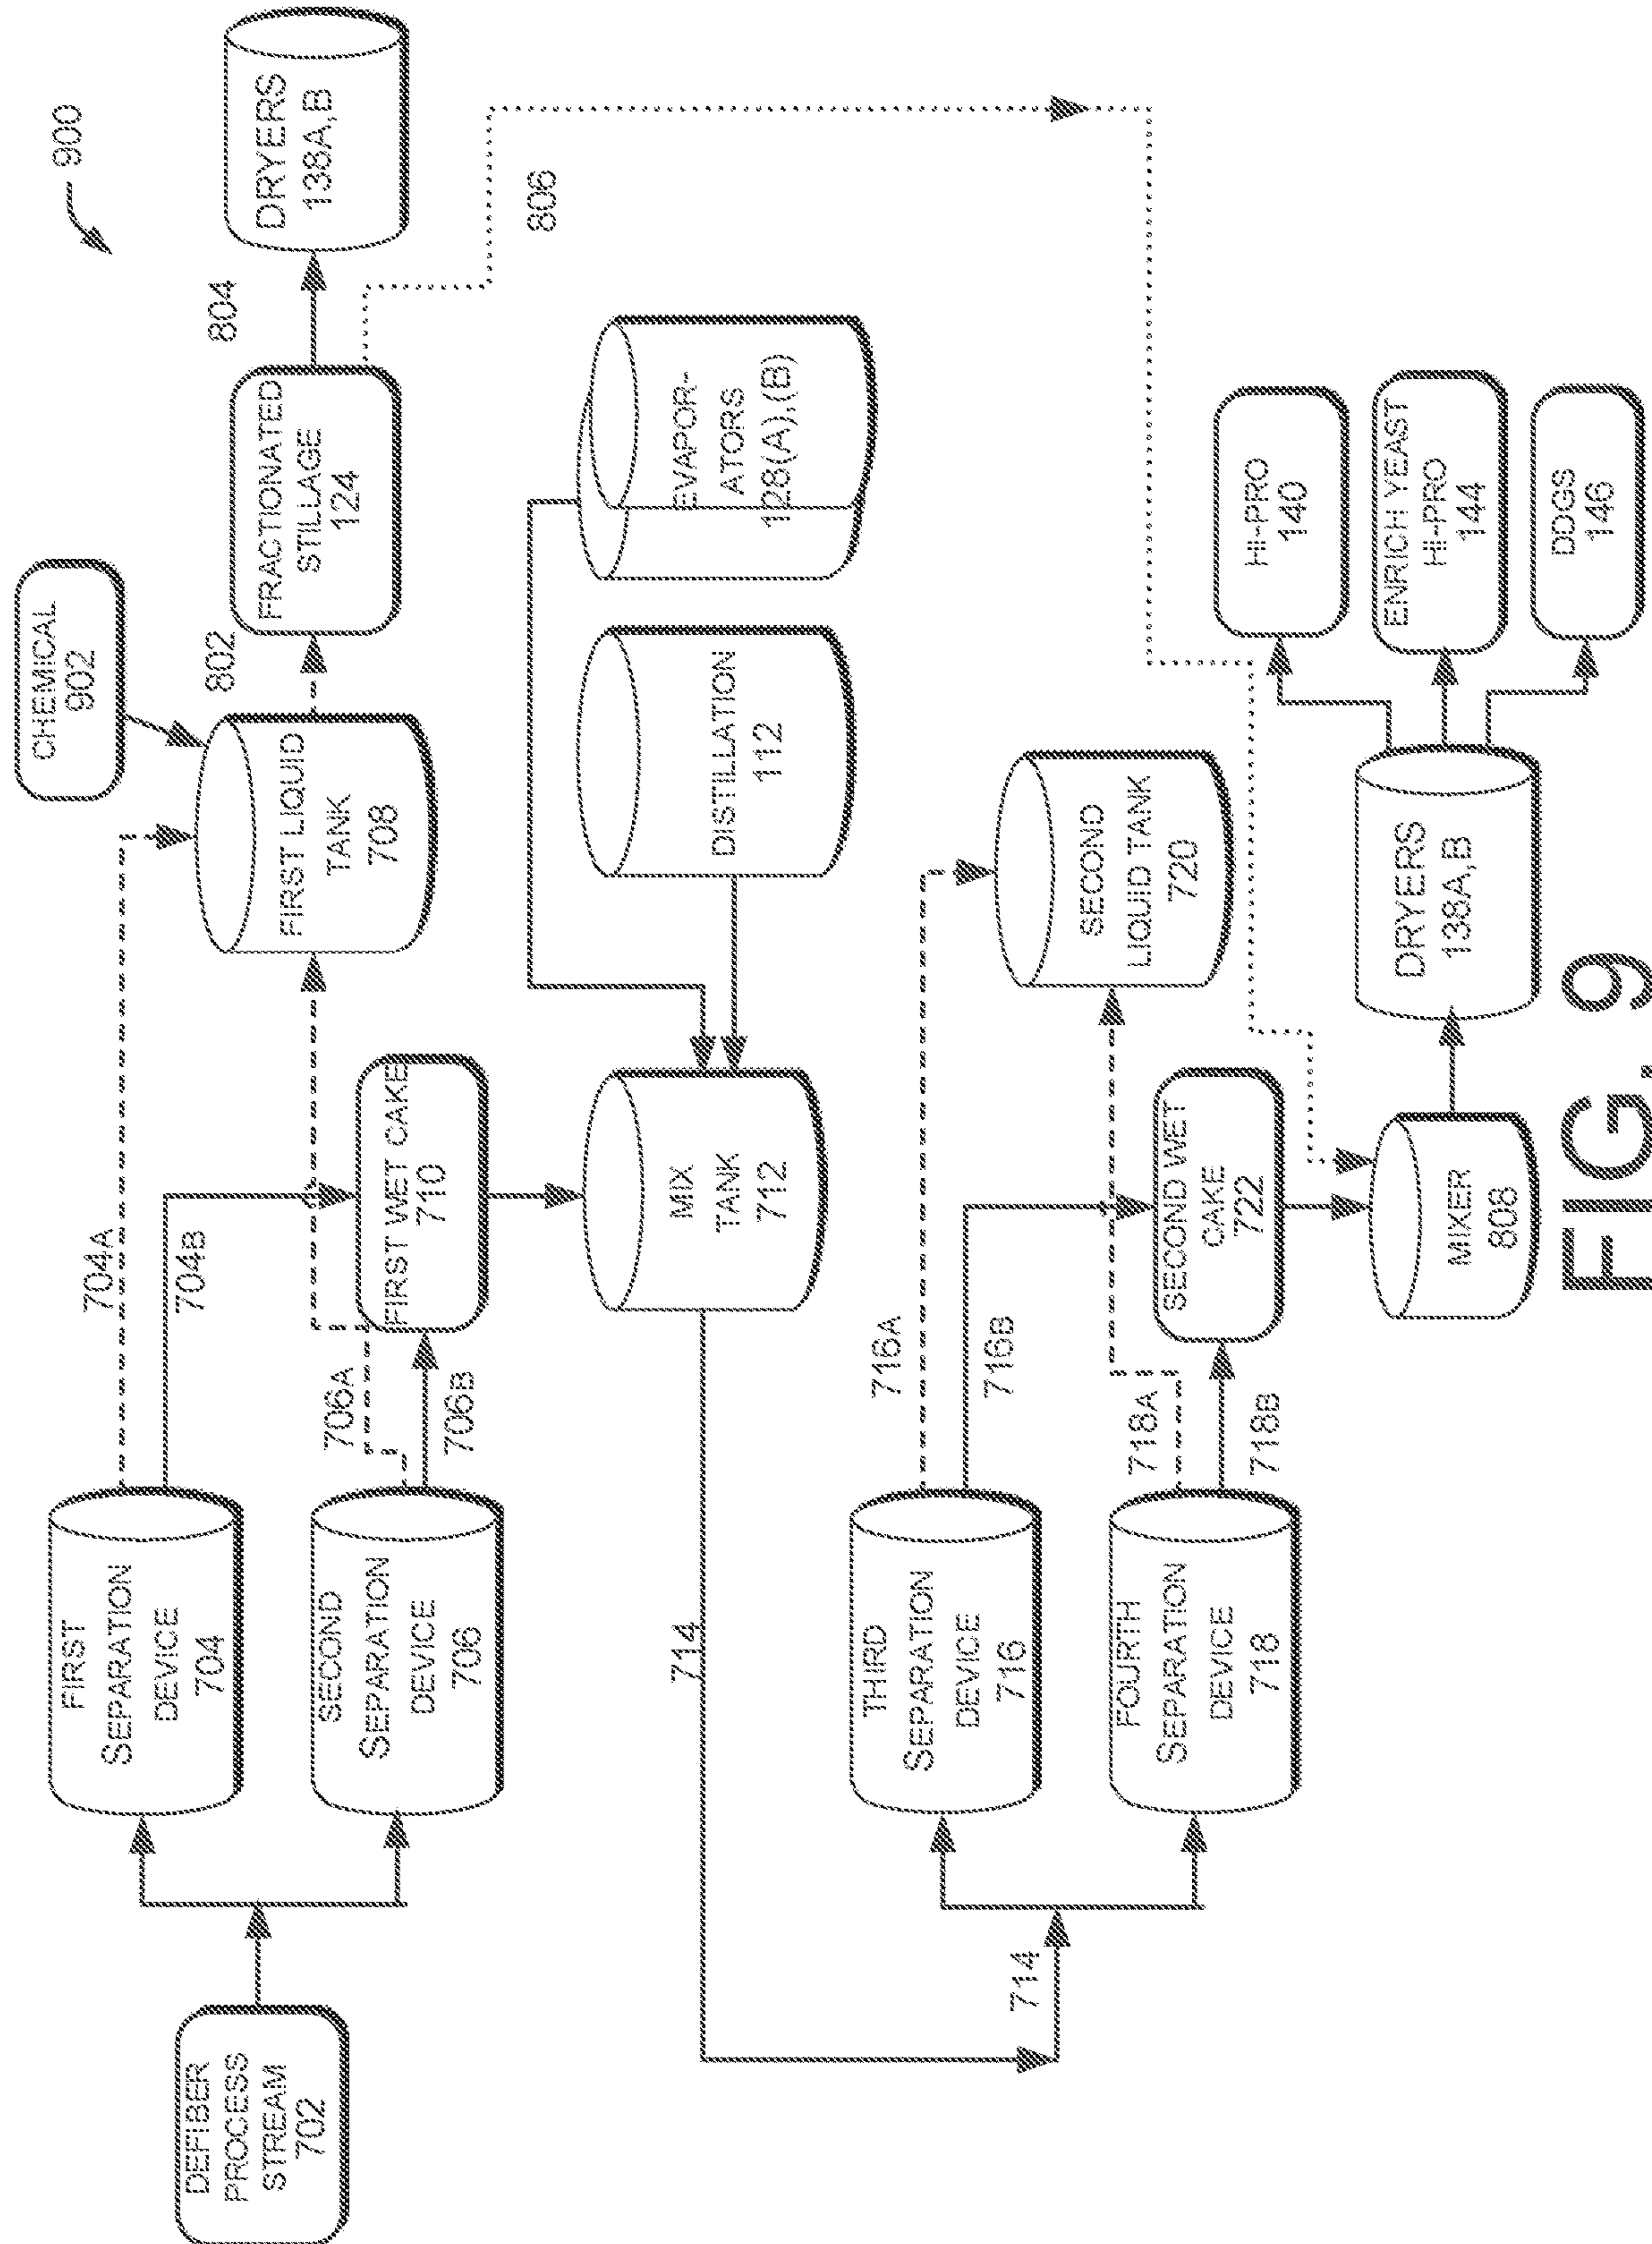 900
CHEMICAL
902
DEFIBER
PROCESS
STREAM
702
FIRST
SEPARATION
DEVICE
704
704A
704B
SECOND
SEPARATION
DEVICE
706
706A
706B
FIRST LIQUID
TANK
708
802
FRACTIONATED
STILLAGE
124
804
DRYERS
138A,B
806
FIRST WET CAKE
710
MIX
TANK
712
DISTILLATION
112
EVAPOR-
ATORS
128(A),(B)
714
714
THIRD
SEPARATION
DEVICE
716
716A
716B
FOURTH
SEPARATION
DEVICE
718
718A
718B
SECOND
LIQUID TANK
720
SECOND WET
CAKE
722
MIXER
808
DRYERS
138A,B
HI-PRO
140
ENRICH YEAST
HI-PRO
144
DDGS
146
FIG. 9